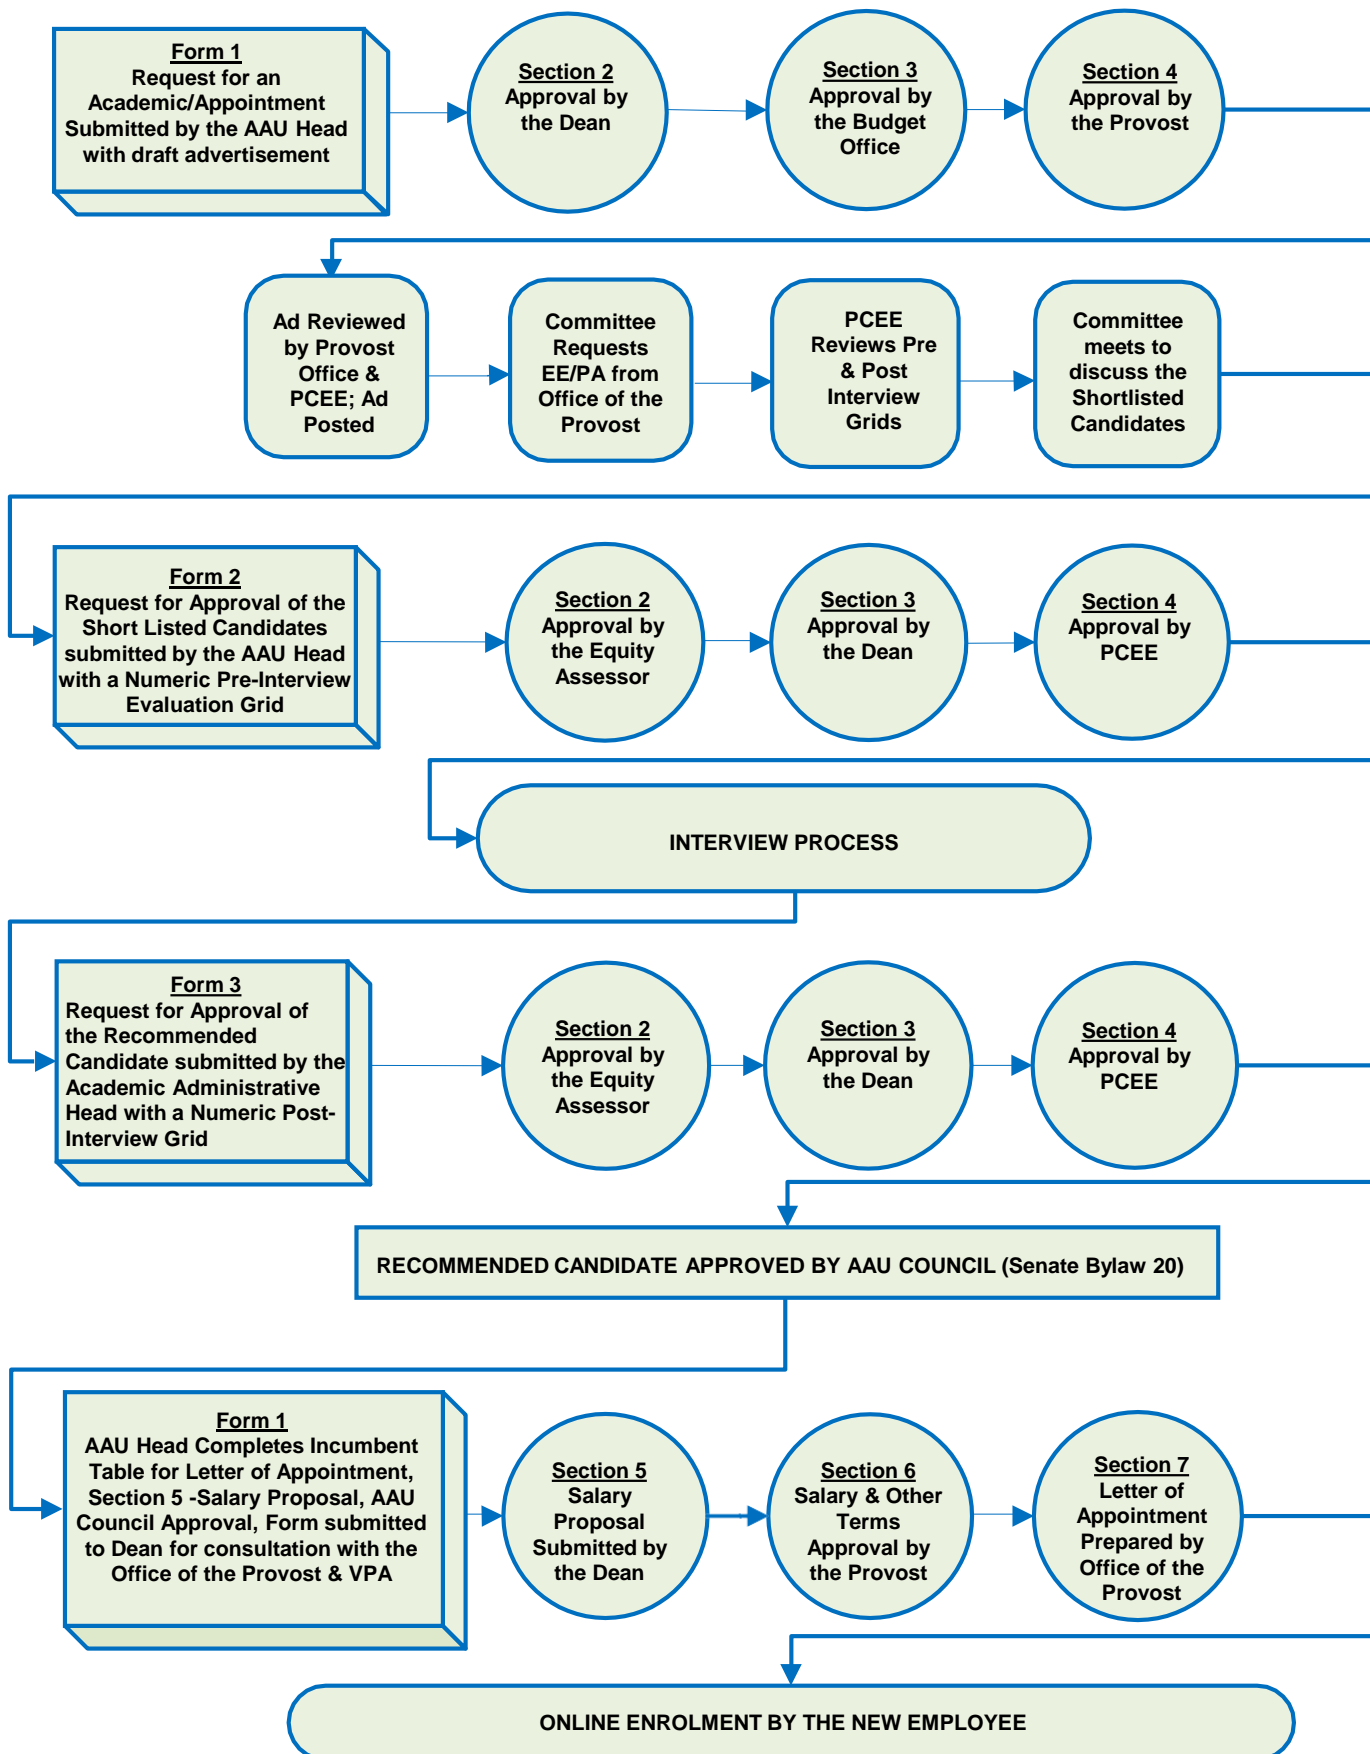 Form 1
Request for an
Academic/Appointment
Submitted by the AAU Head
with draft advertisement
Section 2
Approval by
the Dean
Section 3
Approval by
the Budget
Office
Section 4
Approval by
the Provost
Ad Reviewed
by Provost
Office &
PCEE; Ad
Posted
Committee
Requests
EE/PA from
Office of the
Provost
PCEE
Reviews Pre
& Post
Interview
Grids
Committee
meets to
discuss the
Shortlisted
Candidates
Form 2
Request for Approval of the
Short Listed Candidates
submitted by the AAU Head
with a Numeric Pre-Interview
Evaluation Grid
Section 2
Approval by
the Equity
Assessor
Section 3
Approval by
the Dean
Section 4
Approval by
PCEE
INTERVIEW PROCESS
Form 3
Request for Approval of
the Recommended
Candidate submitted by the
Academic Administrative
Head with a Numeric Post-
Interview Grid
Section 2
Approval by
the Equity
Assessor
Section 3
Approval by
the Dean
Section 4
Approval by
PCEE
RECOMMENDED CANDIDATE APPROVED BY AAU COUNCIL (Senate Bylaw 20)
Form 1
AAU Head Completes Incumbent
Table for Letter of Appointment,
Section 5 -Salary Proposal, AAU
Council Approval, Form submitted
to Dean for consultation with the
Office of the Provost & VPA
Section 5
Salary
Proposal
Submitted by
the Dean
Section 6
Salary & Other
Terms
Approval by
the Provost
Section 7
Letter of
Appointment
Prepared by
Office of the
Provost
ONLINE ENROLMENT BY THE NEW EMPLOYEE